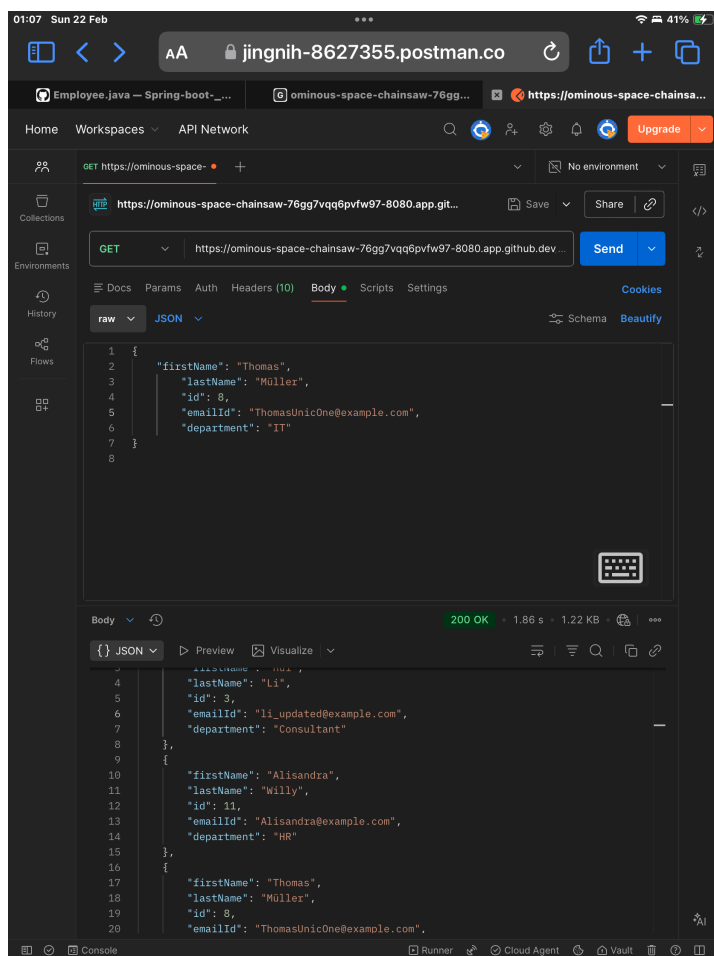 01:07 Sun 22 Feb
41%
AA jingnih-8627355.postman.co
Employee.java — Spring-boot-_...
ominous-space-chainsaw-76gg...
https://ominous-space-chainsa...
Home Workspaces API Network
Upgrade
GET https://ominous-space-
No environment
HTTP https://ominous-space-chainsaw-76gg7vqq6pvfw97-8080.app.git...
Save
Share
Collections
Environments
History
Flows
GET https://ominous-space-chainsaw-76gg7vqq6pvfw97-8080.app.github.dev...
Send
Docs Params Auth Headers (10) Body Scripts Settings
Cookies
raw JSON
Schema Beautify
1 {
2 "firstName": "Thomas",
3 "lastName": "Müller",
4 "id": 8,
5 "emailId": "ThomasUnicOne@example.com",
6 "department": "IT"
7 }
8
Body
200 OK 1.86 s 1.22 KB
{} JSON Preview Visualize
4 "lastName": "Li",
5 "id": 3,
6 "emailId": "li_updated@example.com",
7 "department": "Consultant"
8 },
9 {
10 "firstName": "Alisandra",
11 "lastName": "Willy",
12 "id": 11,
13 "emailId": "Alisandra@example.com",
14 "department": "HR"
15 },
16 {
17 "firstName": "Thomas",
18 "lastName": "Müller",
19 "id": 8,
20 "emailId": "ThomasUnicOne@example.com",
AI
Console
Runner
Cloud Agent
Vault